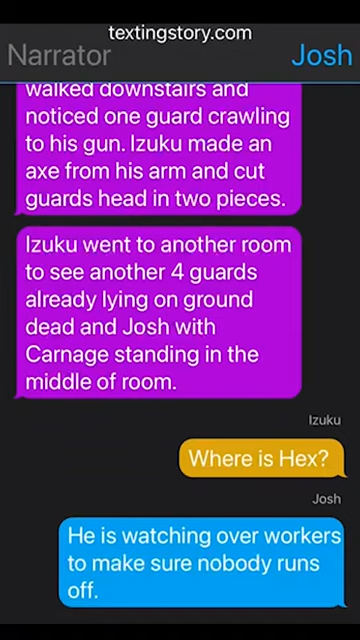 textingstory.com
Narrator
Josh
walked downstairs and
noticed one guard crawling
to his gun. Izuku made an
axe from his arm and cut
guards head in two pieces.
Izuku went to another room
to see another 4 guards
already lying on ground
dead and Josh with
Carnage standing in the
middle of room.
Izuku
Where is Hex?
Josh
He is watching over workers
to make sure nobody runs
off.